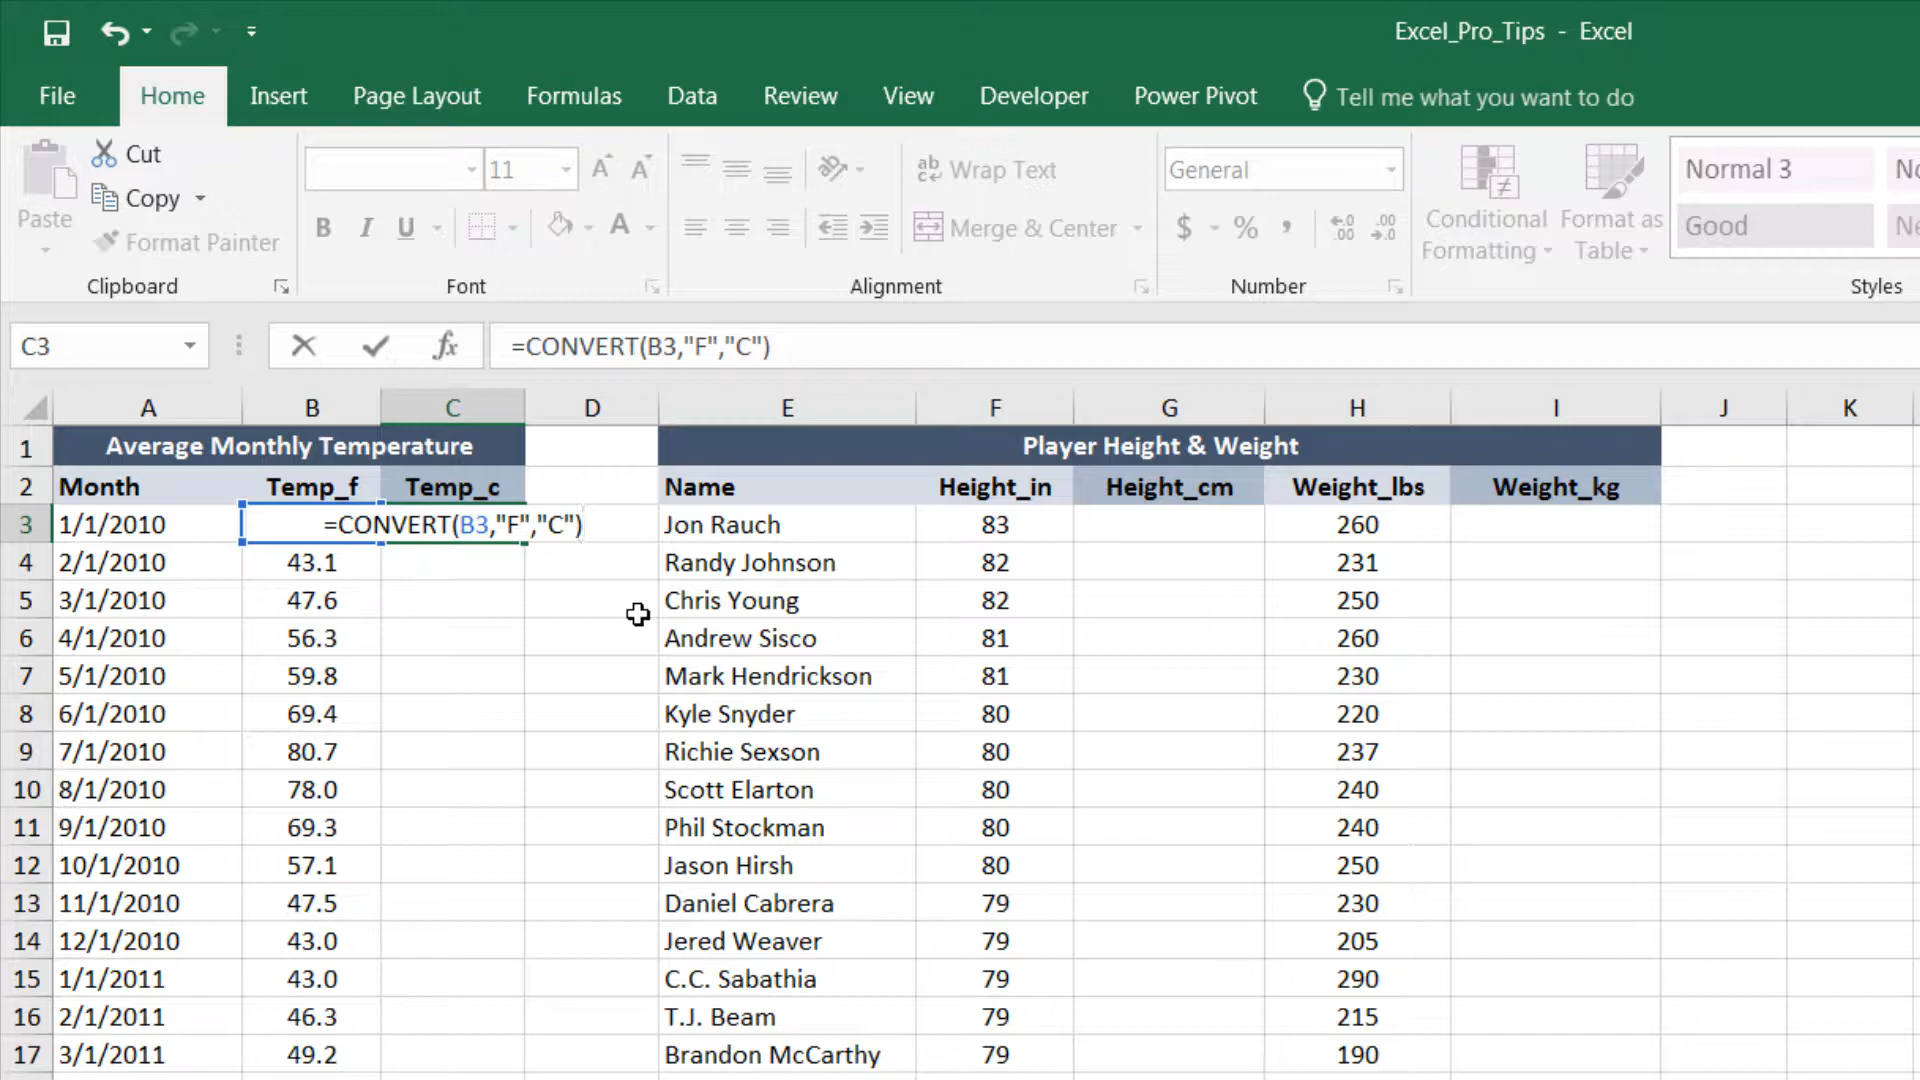 Excel_Pro_Tips - Excel
File Home Insert Page Layout Formulas Data Review View Developer Power Pivot Tell me what you want to do
Cut
Copy
Paste
Format Painter
Clipboard
11
B I U
Font
Wrap Text
Merge & Center
Alignment
General
$ %
Number
Conditional Formatting
Format as Table
Normal 3
Good
Styles
C3 fx =CONVERT(B3,"F","C")
A B C D E F G H I J K
1 Average Monthly Temperature Player Height & Weight
2 Month Temp_f Temp_c Name Height_in Height_cm Weight_lbs Weight_kg
3 1/1/2010 =CONVERT(B3,"F","C") Jon Rauch 83 260
4 2/1/2010 43.1 Randy Johnson 82 231
5 3/1/2010 47.6 Chris Young 82 250
6 4/1/2010 56.3 Andrew Sisco 81 260
7 5/1/2010 59.8 Mark Hendrickson 81 230
8 6/1/2010 69.4 Kyle Snyder 80 220
9 7/1/2010 80.7 Richie Sexson 80 237
10 8/1/2010 78.0 Scott Elarton 80 240
11 9/1/2010 69.3 Phil Stockman 80 240
12 10/1/2010 57.1 Jason Hirsh 80 250
13 11/1/2010 47.5 Daniel Cabrera 79 230
14 12/1/2010 43.0 Jered Weaver 79 205
15 1/1/2011 43.0 C.C. Sabathia 79 290
16 2/1/2011 46.3 T.J. Beam 79 215
17 3/1/2011 49.2 Brandon McCarthy 79 190